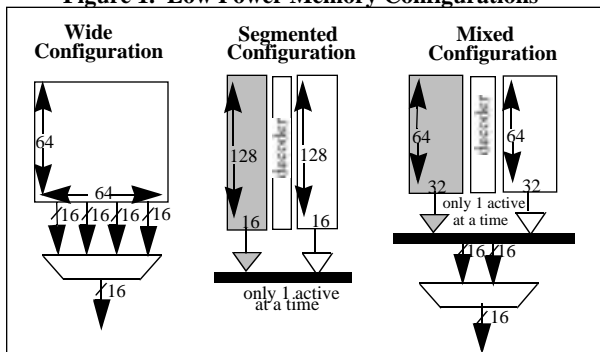 Figure 1. Low Power Memory Configurations
Wide
Configuration
64
64
16
16
16
16
16
Segmented
Configuration
128
decoder
128
16
16
only 1 active
at a time
Mixed
Configuration
64
decoder
64
32
32
only 1 active
at a time
16
16
16